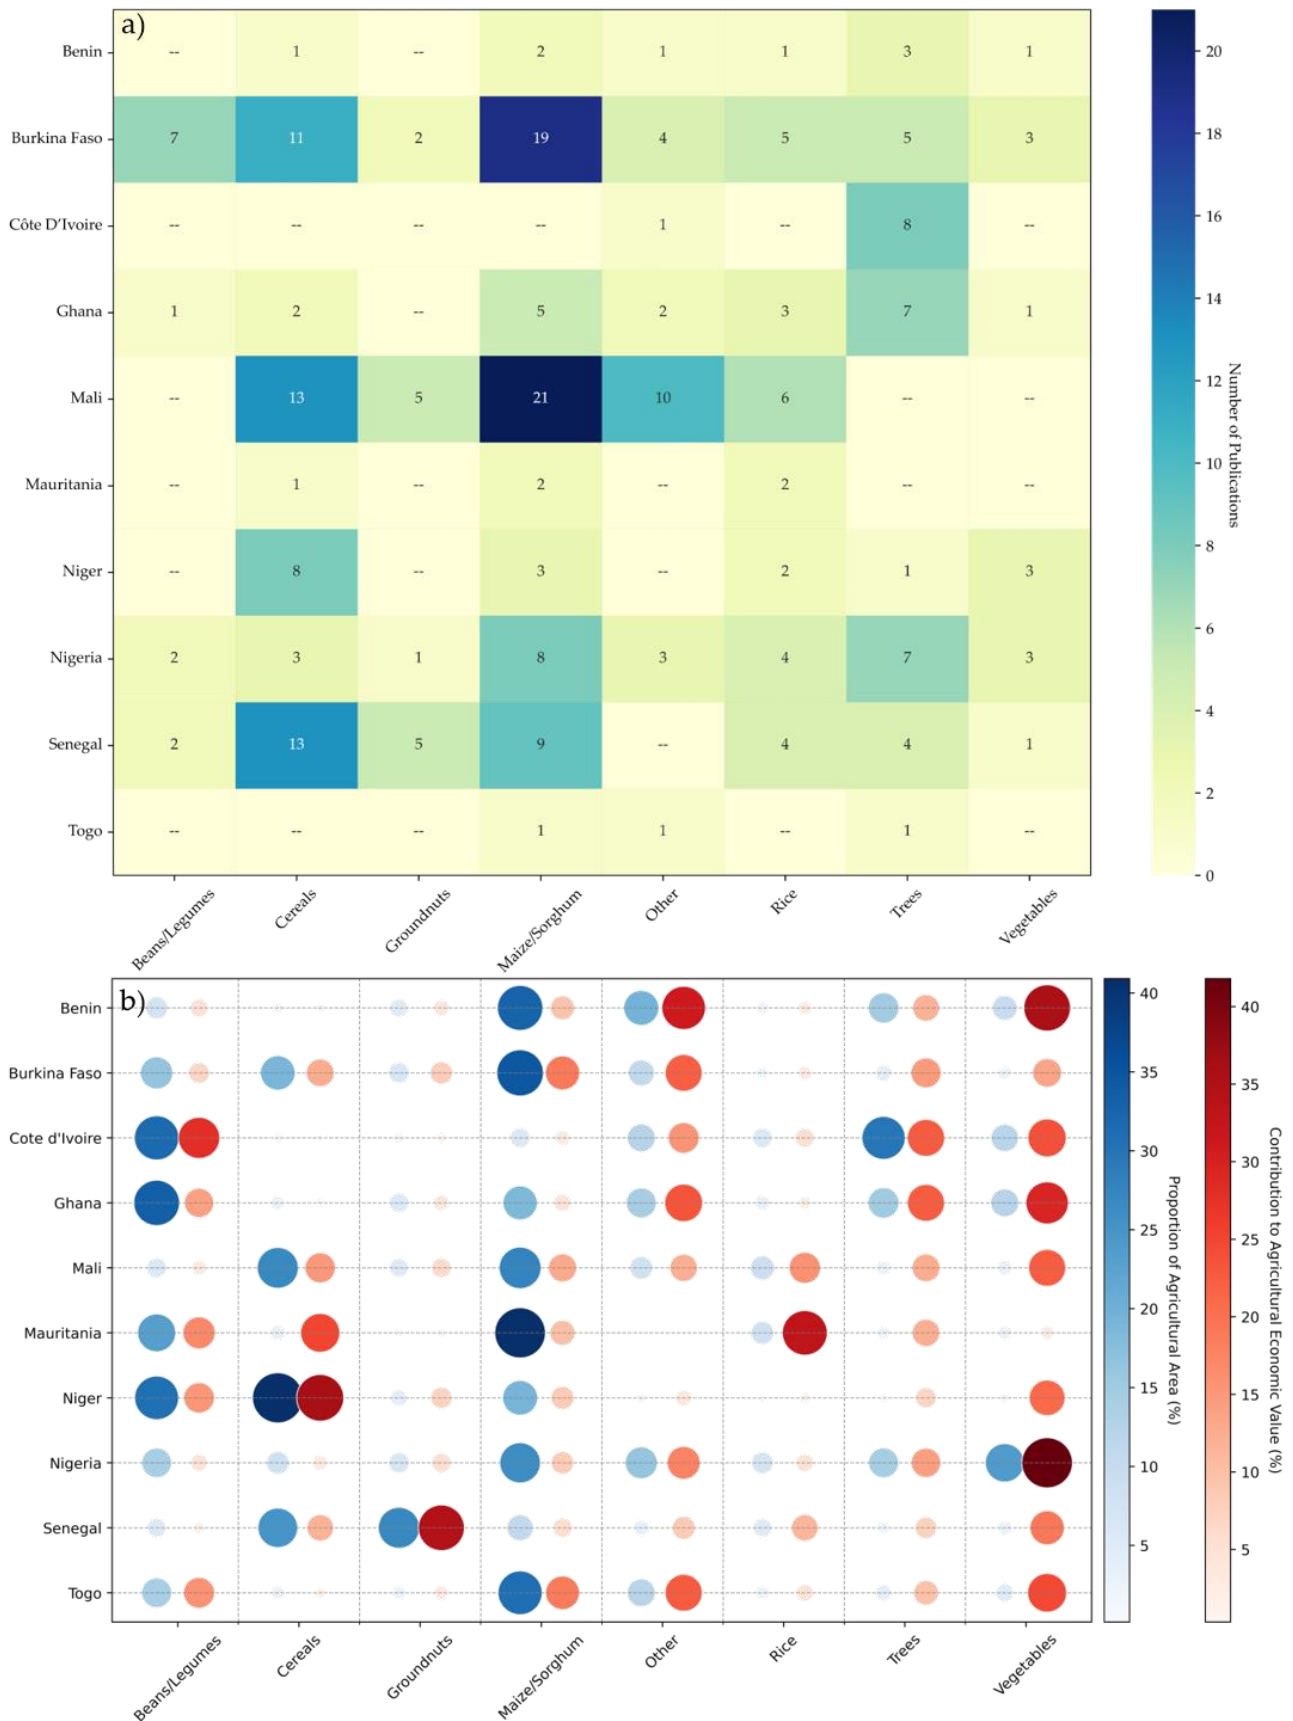 a)
Benin -- 1 -- 2 1 1 3 1
Burkina Faso 7 11 2 19 4 5 5 3
Côte D’Ivoire -- -- -- -- 1 -- 8 --
Ghana 1 2 -- 5 2 3 7 1
Mali -- 13 5 21 10 6 -- --
Mauritania -- 1 -- 2 -- 2 -- --
Niger -- 8 -- 3 -- 2 1 3
Nigeria 2 3 1 8 3 4 7 3
Senegal 2 13 5 9 -- 4 4 1
Togo -- -- -- 1 1 -- 1 --
Beans/Legumes
Cereals
Groundnuts
Maize/Sorghum
Other
Rice
Trees
Vegetables
20
18
16
14
12
10
8
6
4
2
0
Number of Publications
b)
Benin
Burkina Faso
Cote d'Ivoire
Ghana
Mali
Mauritania
Niger
Nigeria
Senegal
Togo
Beans/Legumes
Cereals
Groundnuts
Maize/Sorghum
Other
Rice
Trees
Vegetables
40
35
30
25
20
15
10
5
Proportion of Agricultural Area (%)
40
35
30
25
20
15
10
5
Contribution to Agricultural Economic Value (%)